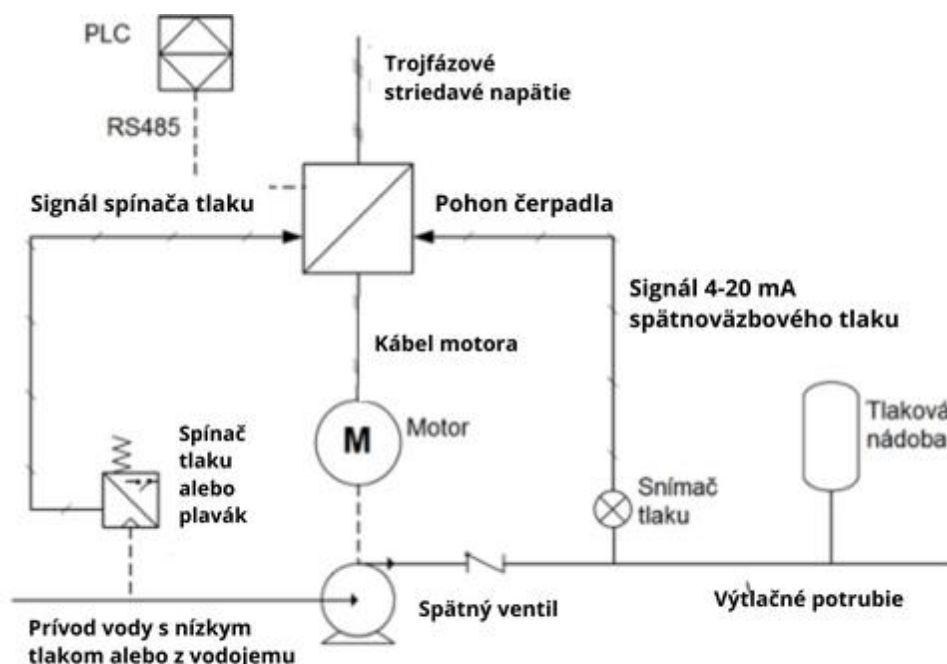 PLC
Trojfázové
striedavé napätie
RS485
Signál spínača tlaku
Pohon čerpadla
Signál 4-20 mA
spätnoväzbového tlaku
Kábel motora
Tlaková
nádoba
M
Motor
Spínač
tlaku
alebo
plavák
Snímač
tlaku
Spätný ventil
Výtlačné potrubie
Prívod vody s nízkym
tlakom alebo z vodojemu